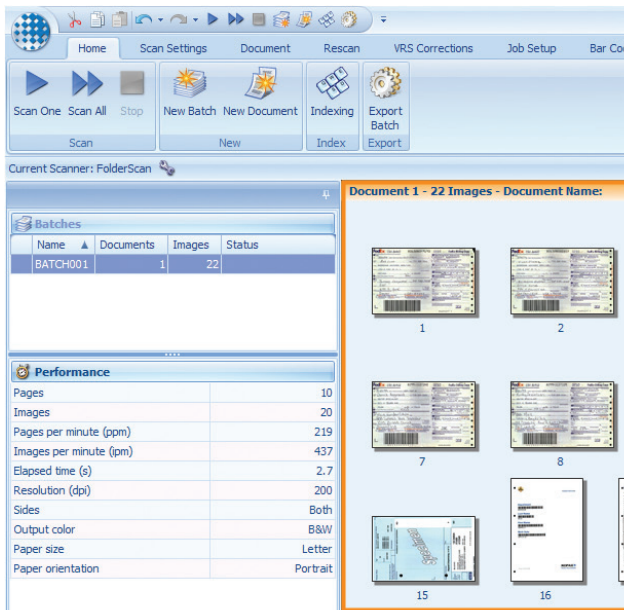 Home Scan Settings Document Rescan VRS Corrections Job Setup Bar Co
Scan One Scan All Stop New Batch New Document Indexing Export Batch
Scan New Index Export
Current Scanner: FolderScan
Document 1 - 22 Images - Document Name:
Batches
Name Documents Images Status
BATCH001 1 22
1 2
Performance
Pages 10
Images 20
Pages per minute (ppm) 219
Images per minute (ipm) 437
Elapsed time (s) 2.7
Resolution (dpi) 200
Sides Both
Output color B&W
Paper size Letter
Paper orientation Portrait
7 8
15 16